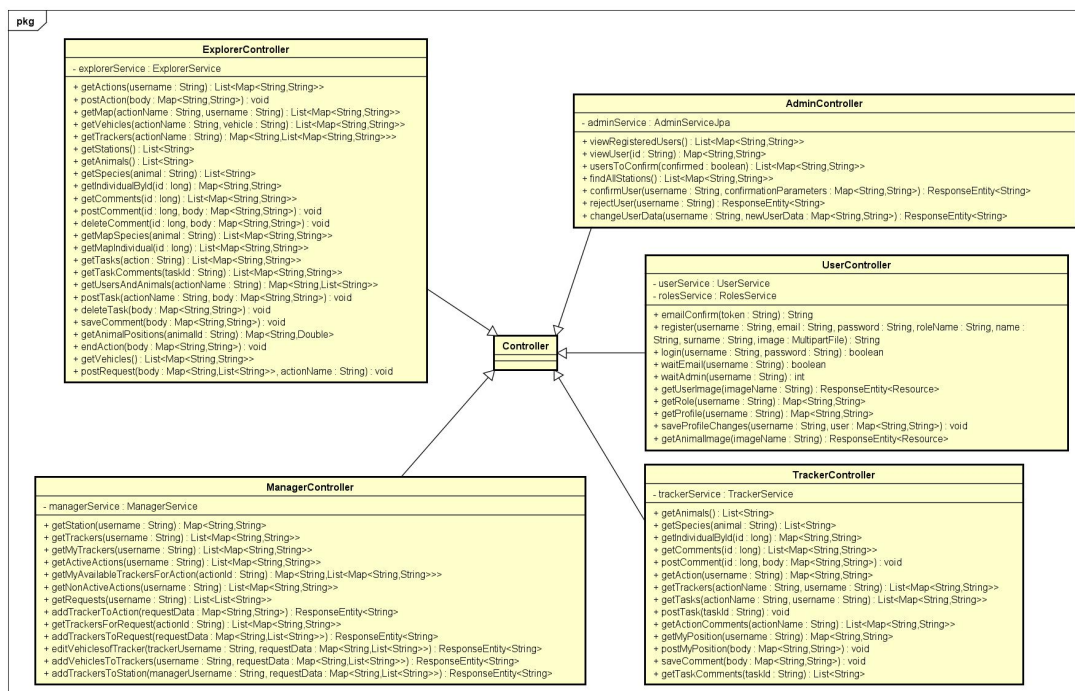 pkg
ExplorerController
- explorerService : ExplorerService
+ getActions(username : String) : List<Map<String,String>>
+ postAction(body : Map<String,String>) : void
+ getMap(actionName : String, username : String) : List<Map<String,String>>
+ getVehicles(actionName : String, vehicle : String) : List<Map<String,String>>
+ getTrackers(actionName : String) : Map<String,List<Map<String,String>>>
+ getStations() : List<String>
+ getAnimals() : List<String>
+ getSpecies(animal : String) : List<String>
+ getIndividualById(id : long) : Map<String,String>
+ getComments(id : long) : List<Map<String,String>>
+ postComment(id : long, body : Map<String,String>) : void
+ deleteComment(id : long, body : Map<String,String>) : void
+ getMapSpecies(animal : String) : List<Map<String,String>>
+ getMapIndividual(id : long) : List<Map<String,String>>
+ getTasks(action : String) : List<Map<String,String>>
+ getTaskComments(taskId : String) : List<Map<String,String>>
+ getUsersAndAnimals(actionName : String) : Map<String,List<String>>
+ postTask(actionName : String, body : Map<String,String>) : void
+ deleteTask(body : Map<String,String>) : void
+ saveComment(body : Map<String,String>) : void
+ getAnimalPositions(animalId : String) : Map<String,Double>
+ endAction(body : Map<String,String>) : void
+ getVehicles() : List<Map<String,String>>
+ postRequest(body : Map<String,List<String>>, actionName : String) : void
AdminController
- adminService : AdminServiceJpa
+ viewRegisteredUsers() : List<Map<String,String>>
+ viewUser(id : String) : Map<String,String>
+ usersToConfirm(confirmed : boolean) : List<Map<String,String>>
+ findAllStations() : List<Map<String,String>>
+ confirmUser(username : String, confirmationParameters : Map<String,String>) : ResponseEntity<String>
+ rejectUser(username : String) : ResponseEntity<String>
+ changeUserData(username : String, newUserData : Map<String,String>) : ResponseEntity<String>
UserController
- userService : UserService
- rolesService : RolesService
+ emailConfirm(token : String) : String
+ register(username : String, email : String, password : String, roleName : String, name :
String, surname : String, image : MultipartFile) : String
+ login(username : String, password : String) : boolean
+ waitEmail(username : String) : boolean
+ waitAdmin(username : String) : int
+ getUserImage(imageName : String) : ResponseEntity<Resource>
+ getRole(username : String) : Map<String,String>
+ getProfile(username : String) : Map<String,String>
+ saveProfileChanges(username : String, user : Map<String,String>) : void
+ getAnimalImage(imageName : String) : ResponseEntity<Resource>
Controller
ManagerController
- managerService : ManagerService
+ getStation(username : String) : Map<String,String>
+ getTrackers(username : String) : List<Map<String,String>>
+ getMyTrackers(username : String) : List<Map<String,String>>
+ getActiveActions(username : String) : List<Map<String,String>>
+ getMyAvailableTrackersForAction(actionId : String) : Map<String,List<Map<String,String>>>
+ getNonActiveActions(username : String) : List<Map<String,String>>
+ getRequests(username : String) : List<List<String>>
+ addTrackerToAction(requestData : Map<String,String>) : ResponseEntity<String>
+ getTrackersForRequest(actionId : String) : List<Map<String,String>>
+ addTrackersToRequest(requestData : Map<String,List<String>>) : ResponseEntity<String>
+ editVehiclesofTracker(trackerUsername : String, requestData : Map<String,List<String>>) : ResponseEntity<String>
+ addVehiclesToTrackers(username : String, requestData : Map<String,List<String>>) : ResponseEntity<String>
+ addTrackersToStation(managerUsername : String, requestData : Map<String,List<String>>) : ResponseEntity<String>
TrackerController
- trackerService : TrackerService
+ getAnimals() : List<String>
+ getSpecies(animal : String) : List<String>
+ getIndividualById(id : long) : Map<String,String>
+ getComments(id : long) : List<Map<String,String>>
+ postComment(id : long, body : Map<String,String>) : void
+ getAction(username : String) : Map<String,String>
+ getTrackers(actionName : String, username : String) : List<Map<String,String>>
+ getTasks(actionName : String, username : String) : List<Map<String,String>>
+ postTask(taskId : String) : void
+ getActionComments(actionName : String) : List<Map<String,String>>
+ getMyPosition(username : String) : Map<String,String>
+ postMyPosition(body : Map<String,String>) : void
+ saveComment(body : Map<String,String>) : void
+ getTaskComments(taskId : String) : List<String>